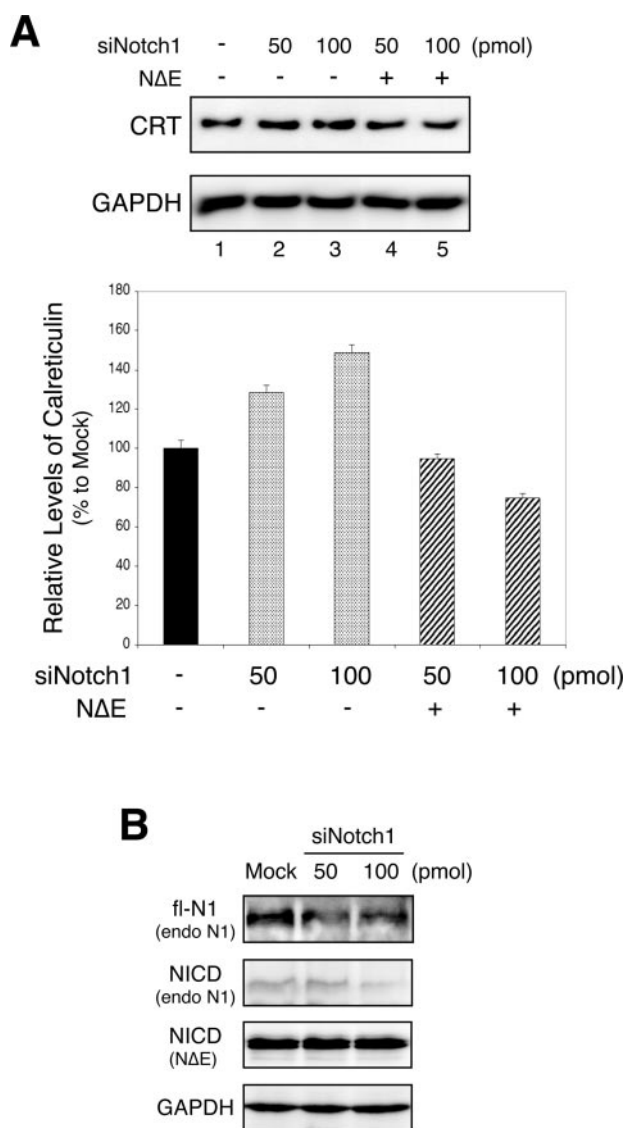 A
siNotch1 - 50 100 50 100 (pmol)
NΔE - - - + +
CRT
GAPDH
1 2 3 4 5
Relative Levels of Calreticulin
(% to Mock)
180
160
140
120
100
80
60
40
20
0
siNotch1 - 50 100 50 100 (pmol)
NΔE - - - + +
B
siNotch1
Mock 50 100 (pmol)
fl-N1
(endo N1)
NICD
(endo N1)
NICD
(NΔE)
GAPDH